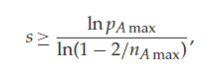 s ≥ ln p_{A max} / ln(1 − 2/n_{A max}),